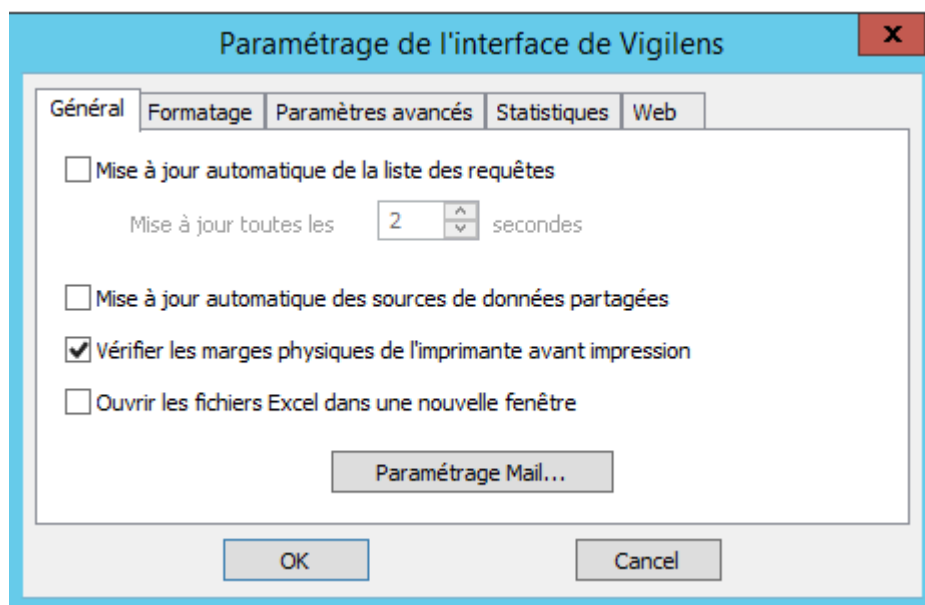 Paramétrage de l'interface de Vigilens
x
Général Formatage Paramètres avancés Statistiques Web
Mise à jour automatique de la liste des requêtes
Mise à jour toutes les 2 secondes
Mise à jour automatique des sources de données partagées
Vérifier les marges physiques de l'imprimante avant impression
Ouvrir les fichiers Excel dans une nouvelle fenêtre
Paramétrage Mail...
OK Cancel